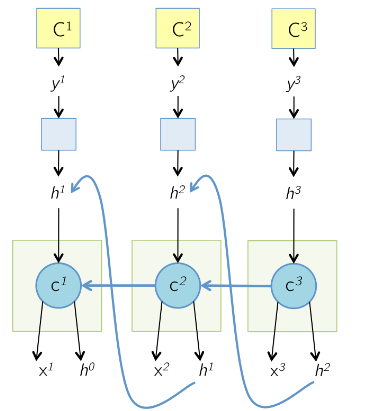 C¹ C² C³
y¹ y² y³
h¹ h² h³
c¹ c² c³
x¹ h⁰ x² h¹ x³ h²